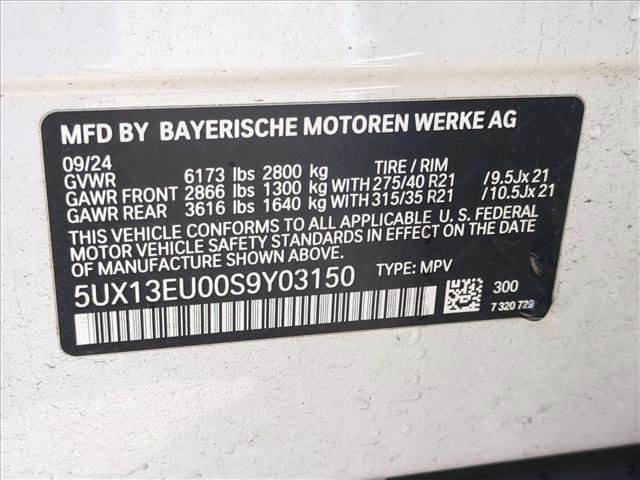 MFD BY BAYERISCHE MOTOREN WERKE AG
09/24
GVWR 6173 lbs 2800 kg TIRE / RIM
GAWR FRONT 2866 lbs 1300 kg WITH 275/40 R21 /9.5Jx21
GAWR REAR 3616 lbs 1640 kg WITH 315/35 R21 /10.5Jx21
THIS VEHICLE CONFORMS TO ALL APPLICABLE U. S. FEDERAL
MOTOR VEHICLE SAFETY STANDARDS IN EFFECT ON THE DATE
OF MANUFACTURE SHOWN ABOVE.
5UX13EU00S9Y03150 TYPE: MPV
300
7 320 729